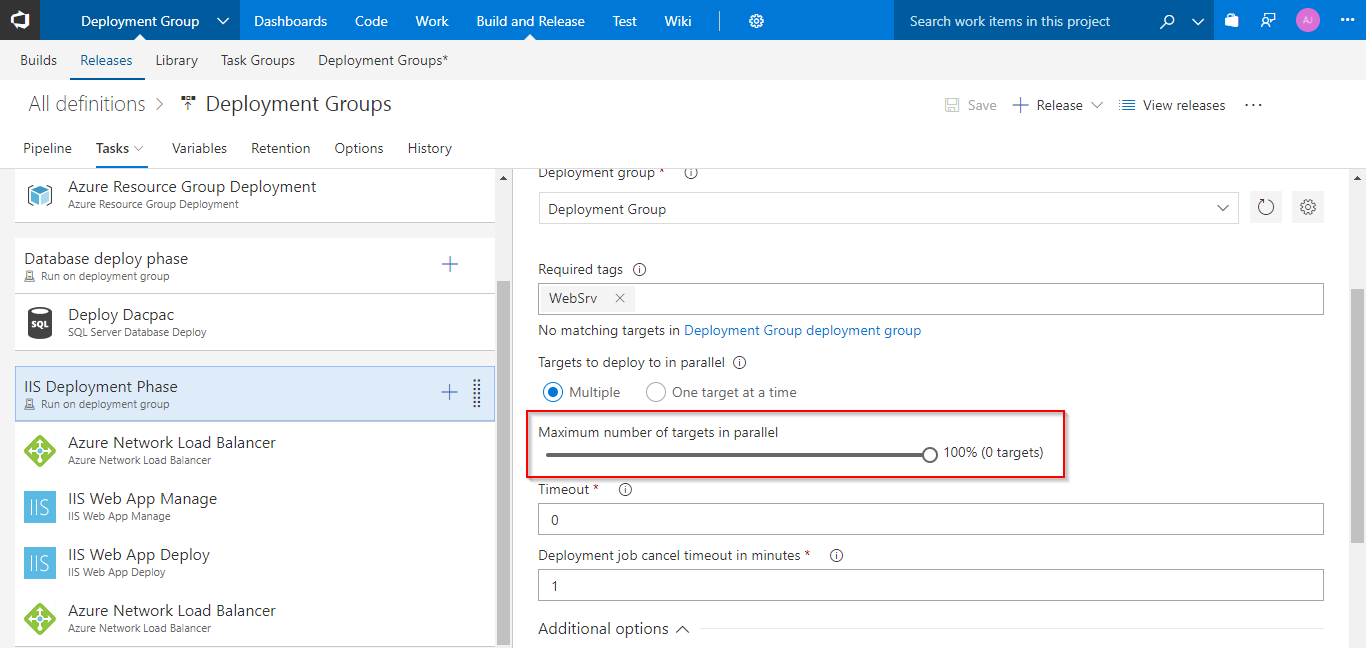 Deployment Group Dashboards Code Work Build and Release Test Wiki Search work items in this project AJ
Builds Releases Library Task Groups Deployment Groups*
All definitions > Deployment Groups Save Release View releases ...
Pipeline Tasks Variables Retention Options History
Azure Resource Group Deployment
Azure Resource Group Deployment
Database deploy phase
Run on deployment group
Deploy Dacpac
SQL
SQL Server Database Deploy
IIS Deployment Phase
Run on deployment group
Azure Network Load Balancer
Azure Network Load Balancer
IIS Web App Manage
IIS
IIS Web App Manage
IIS Web App Deploy
IIS
IIS Web App Deploy
Azure Network Load Balancer
Azure Network Load Balancer
Deployment group *
Deployment Group
Required tags
WebSrv
No matching targets in Deployment Group deployment group
Targets to deploy to in parallel
Multiple One target at a time
Maximum number of targets in parallel
100% (0 targets)
Timeout *
0
Deployment job cancel timeout in minutes *
1
Additional options